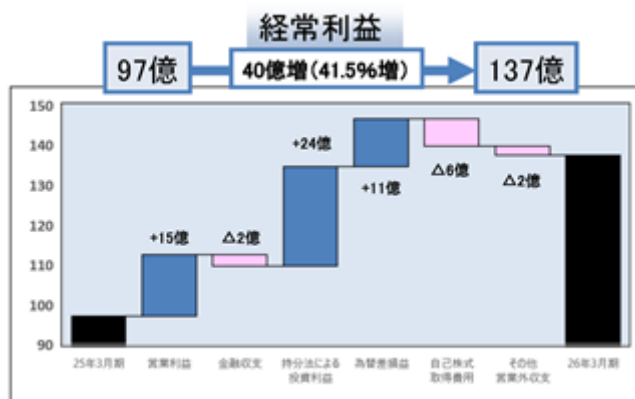 経常利益
97億
40億増(41.5%増)
137億
150
140
130
120
110
100
90
+15億
△2億
+24億
+11億
△6億
△2億
25年3月期
営業利益
金融収支
持分法による
投資利益
為替差損益
自己株式
取得費用
その他
営業外収支
26年3月期